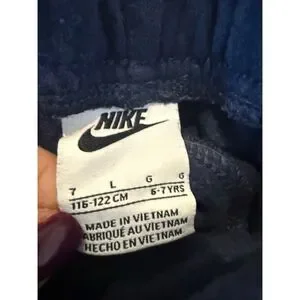 NIKE
7 L G G
116-122 CM 6-7 YRS
MADE IN VIETNAM
FABRIQUÉ AU VIETNAM
HECHO EN VIETNAM